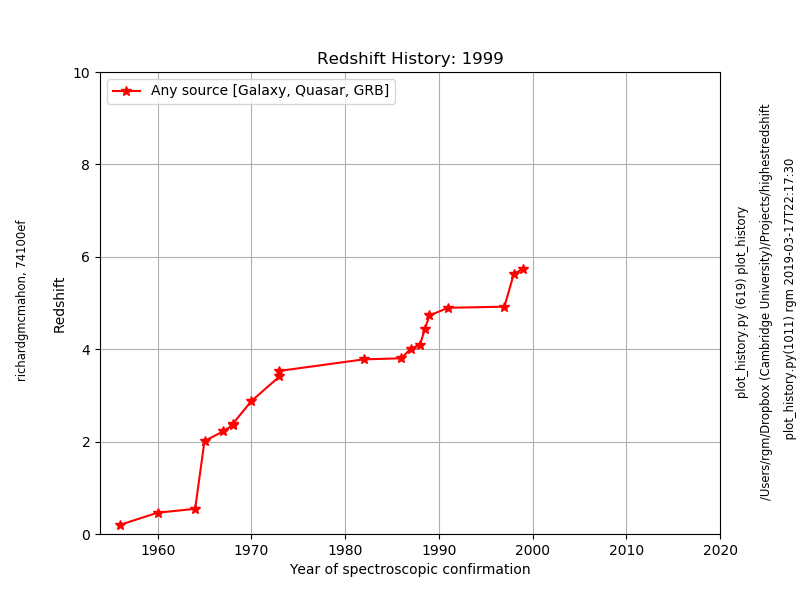 Redshift History: 1999
Any source [Galaxy, Quasar, GRB]
10
8
6
4
2
0
Redshift
1960 1970 1980 1990 2000 2010 2020
Year of spectroscopic confirmation
richardgmcmahon, 74100ef
plot_history.py (619) plot_history
/Users/rgm/Dropbox (Cambridge University)/Projects/highestredshift
plot_history.py(1011) rgm 2019-03-17T22:17:30